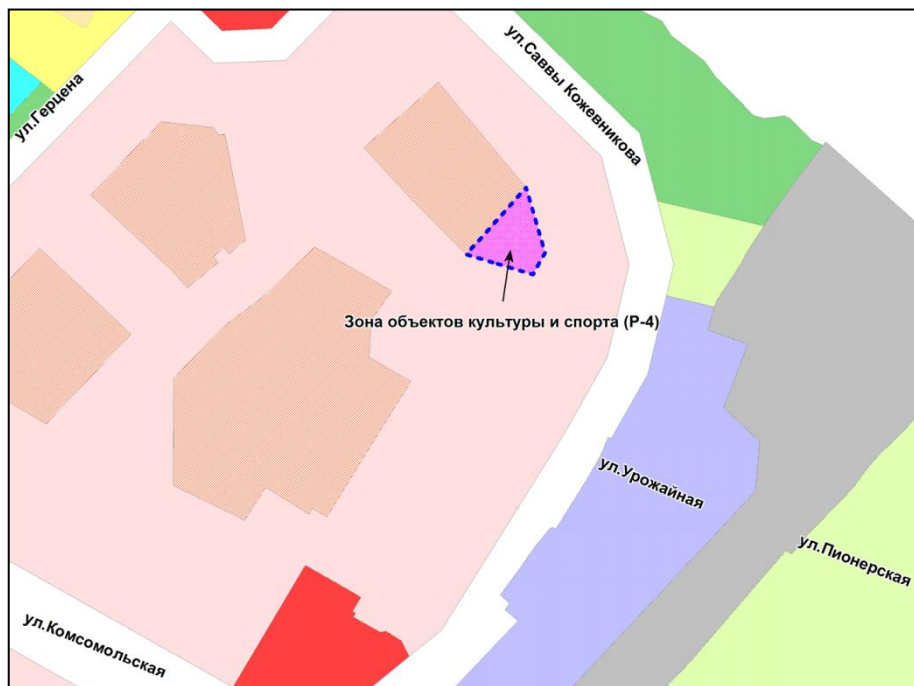 ул.Саввы Кожевникова
ул.Герцена
Зона объектов культуры и спорта (Р-4)
ул.Урожайная
ул.Пионерская
ул.Комсомольская